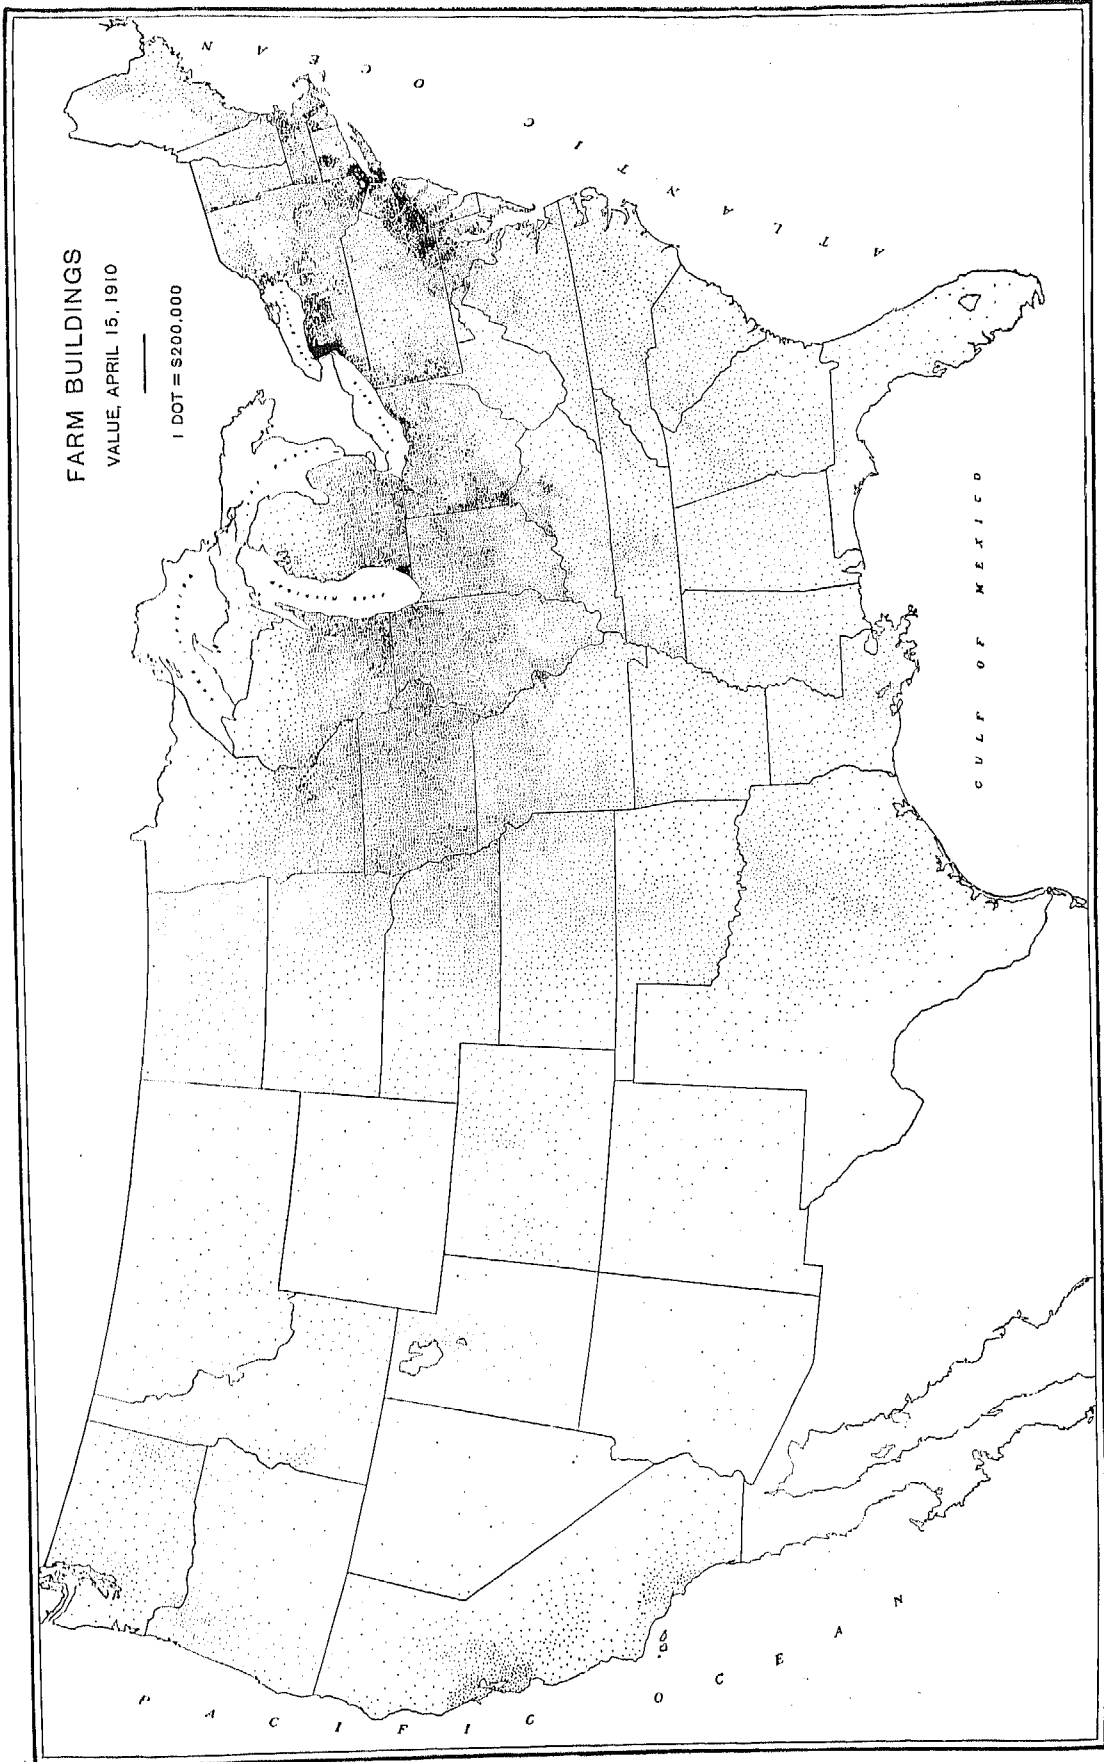 FARM BUILDINGS
VALUE, APRIL 15, 1910
1 DOT = $200,000
ATLANTIC OCEAN
GULF OF MEXICO
PACIFIC OCEAN